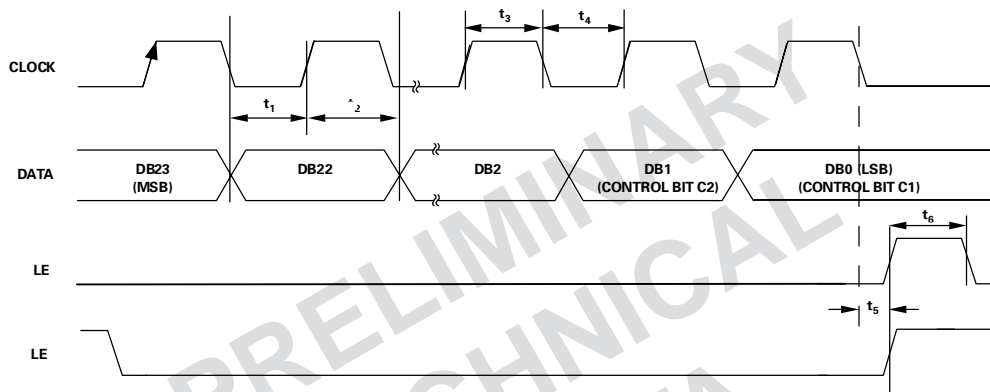 t3 t4
CLOCK
t1 t2
DATA
DB23
(MSB)
DB22
DB2
DB1
(CONTROL BIT C2)
DB0 (LSB)
(CONTROL BIT C1)
t6
LE
t5
LE
PRELIMINARY
TECHNICAL